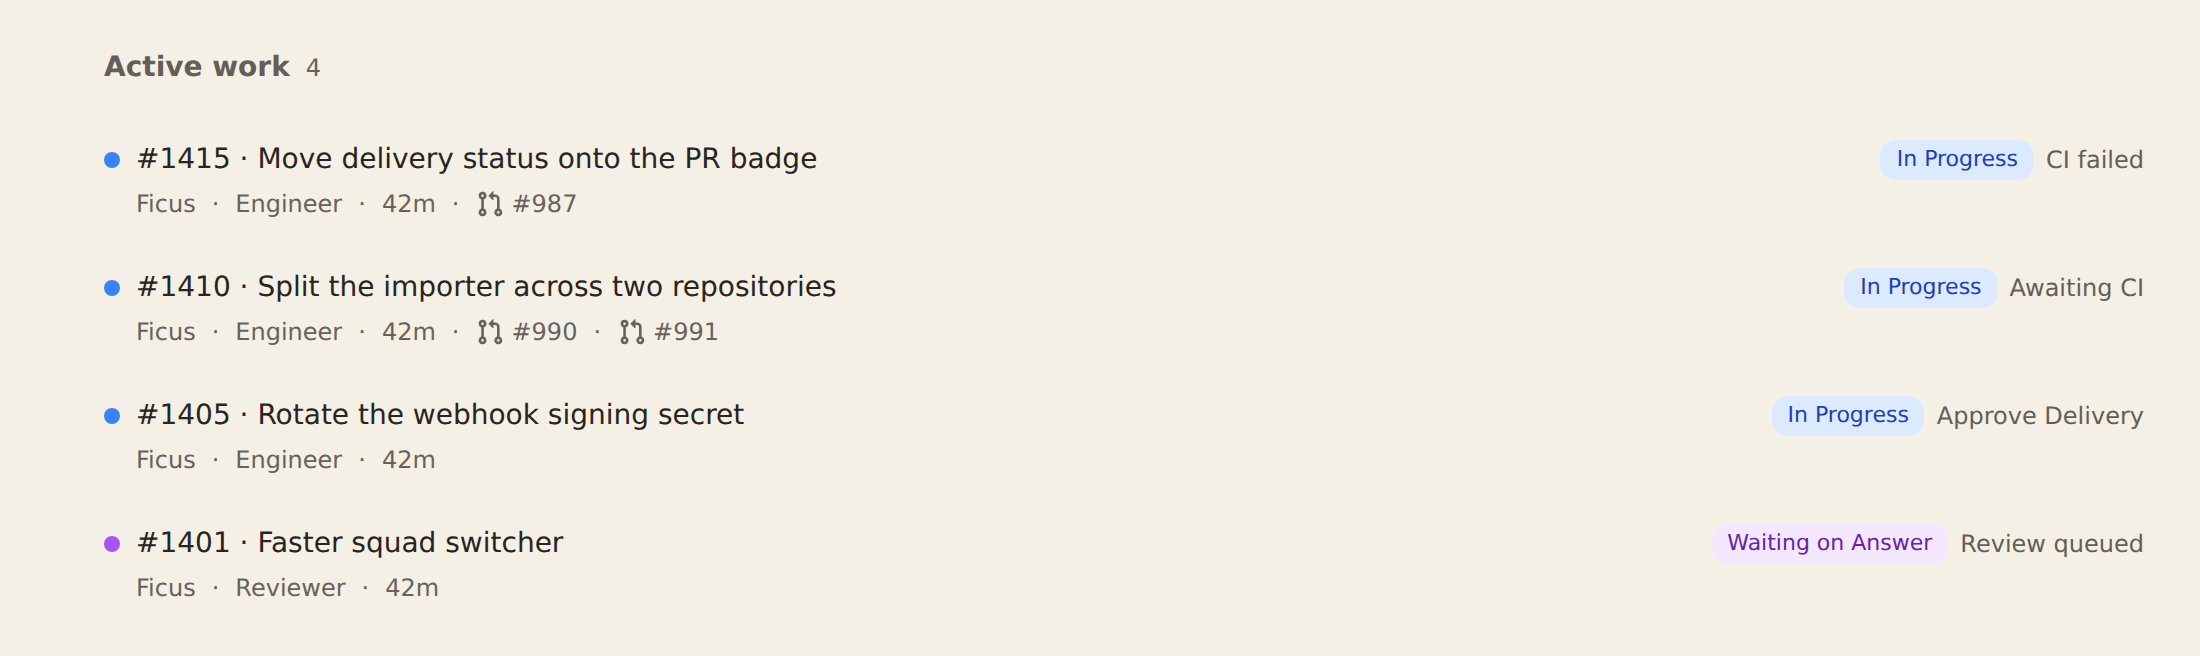 Active work 4
#1415 · Move delivery status onto the PR badge In Progress CI failed
Ficus · Engineer · 42m · #987
#1410 · Split the importer across two repositories In Progress Awaiting CI
Ficus · Engineer · 42m · #990 · #991
#1405 · Rotate the webhook signing secret In Progress Approve Delivery
Ficus · Engineer · 42m
#1401 · Faster squad switcher Waiting on Answer Review queued
Ficus · Reviewer · 42m